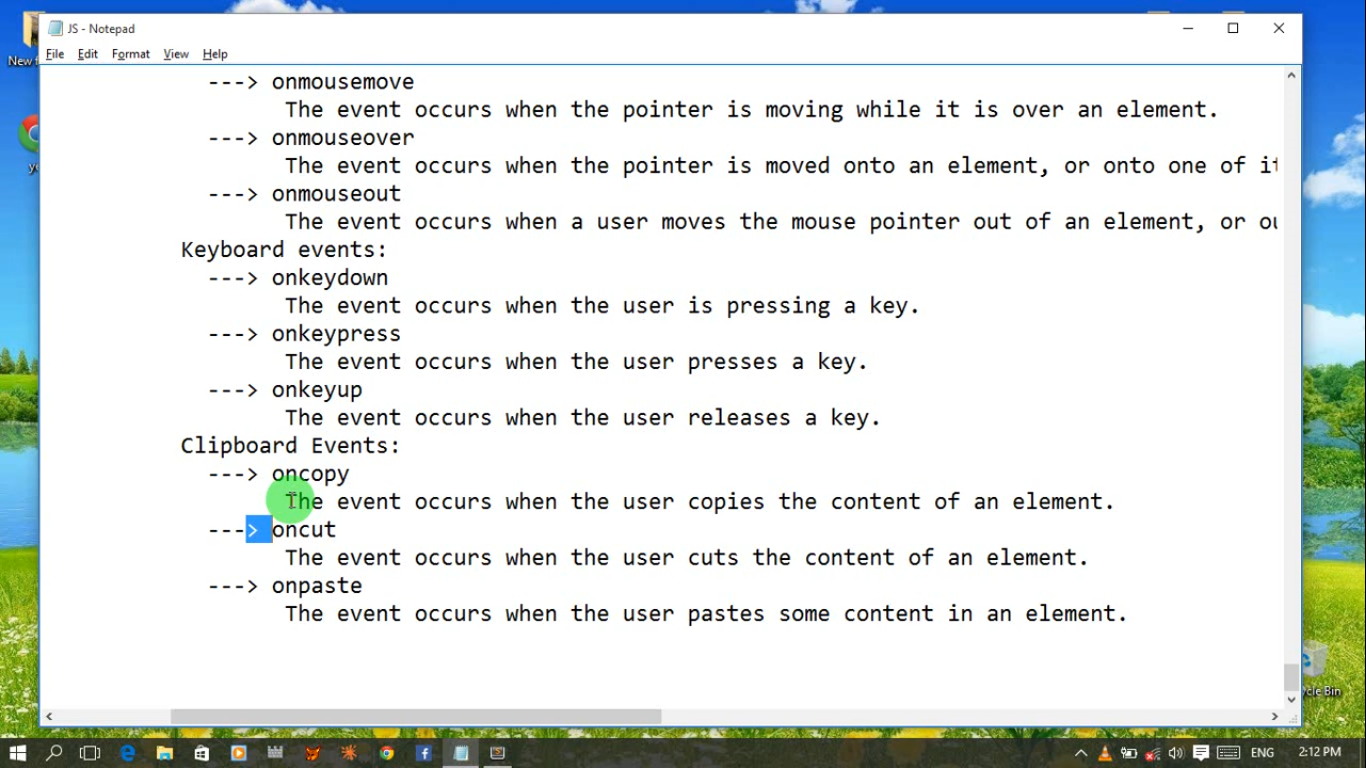 JS - Notepad
File Edit Format View Help
---> onmousemove
The event occurs when the pointer is moving while it is over an element.
---> onmouseover
The event occurs when the pointer is moved onto an element, or onto one of
---> onmouseout
The event occurs when a user moves the mouse pointer out of an element, or
Keyboard events:
---> onkeydown
The event occurs when the user is pressing a key.
---> onkeypress
The event occurs when the user presses a key.
---> onkeyup
The event occurs when the user releases a key.
Clipboard Events:
---> oncopy
The event occurs when the user copies the content of an element.
---> oncut
The event occurs when the user cuts the content of an element.
---> onpaste
The event occurs when the user pastes some content in an element.
New
Bin
ENG 2:12 PM